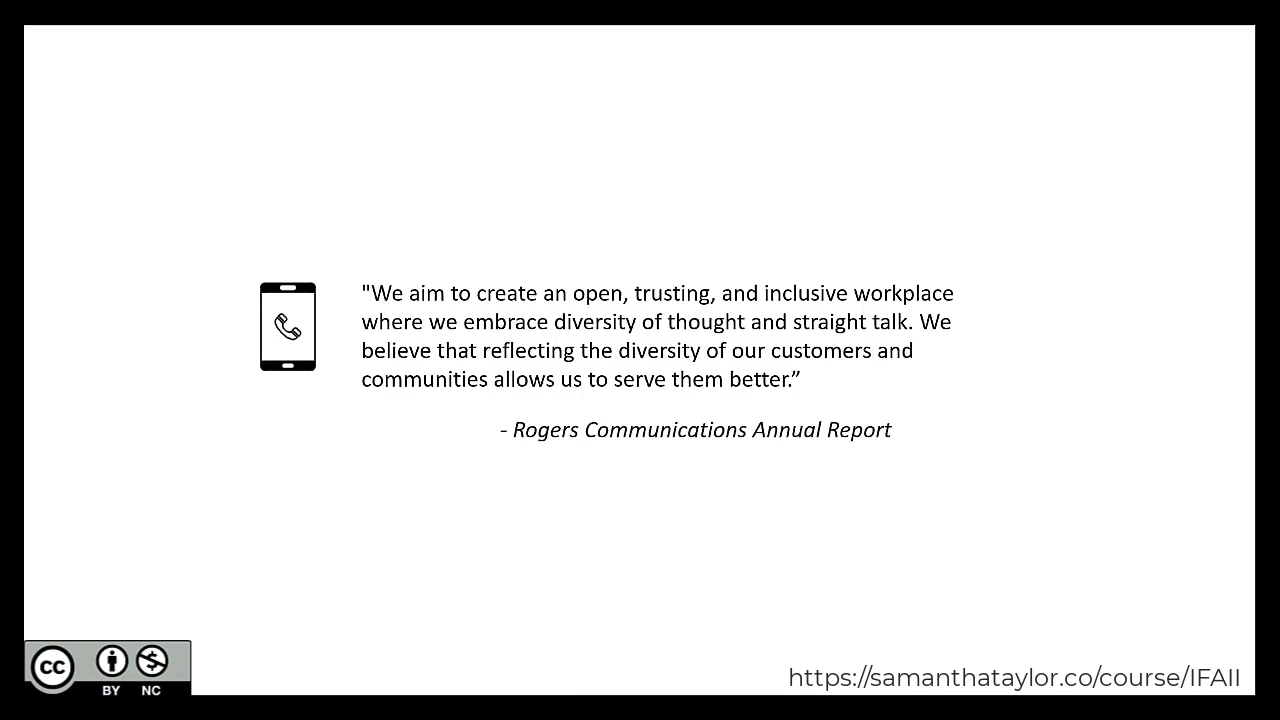 "We aim to create an open, trusting, and inclusive workplace
where we embrace diversity of thought and straight talk. We
believe that reflecting the diversity of our customers and
communities allows us to serve them better.”
- Rogers Communications Annual Report
cc
BY NC
https://samanthataylor.co/course/IFAII